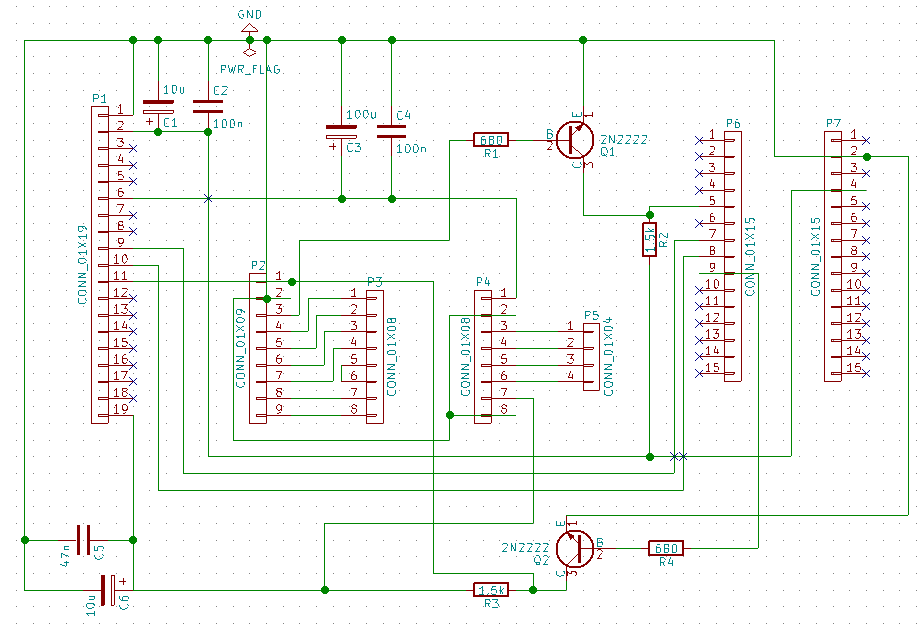 GND
PWR_FLAG
P1
CONN_01X19
1
2
3
4
5
6
7
8
9
10
11
12
13
14
15
16
17
18
19
10u
C1
C2
100n
100u
C3
C4
100n
680
R1
B
2
E
1
C
3
2N2222
Q1
1.5k
R2
P2
CONN_01X09
1
2
3
4
5
6
7
8
9
P3
CONN_01X08
1
2
3
4
5
6
7
8
P4
CONN_01X08
1
2
3
4
5
6
7
8
P5
CONN_01X04
1
2
3
4
P6
CONN_01X15
1
2
3
4
5
6
7
8
9
10
11
12
13
14
15
P7
CONN_01X15
1
2
3
4
5
6
7
8
9
10
11
12
13
14
15
47n
C5
10u
C6
1.5k
R3
2N2222
Q2
E
1
B
2
C
3
680
R4